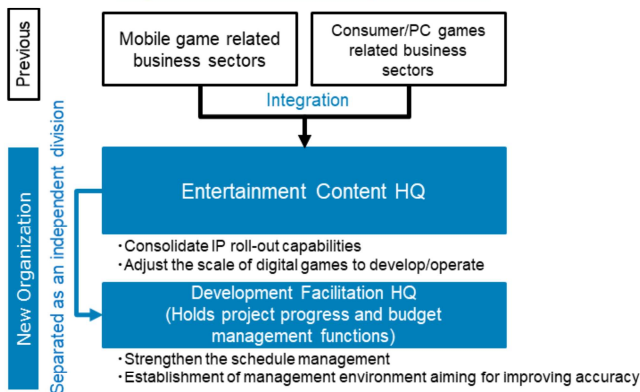 Previous
Mobile game related
business sectors
Consumer/PC games
related business
sectors
Integration
New Organization
Separated as an independent division
Entertainment Content HQ
・Consolidate IP roll-out capabilities
・Adjust the scale of digital games to develop/operate
Development Facilitation HQ
(Holds project progress and budget
management functions)
・Strengthen the schedule management
・Establishment of management environment aiming for improving accuracy